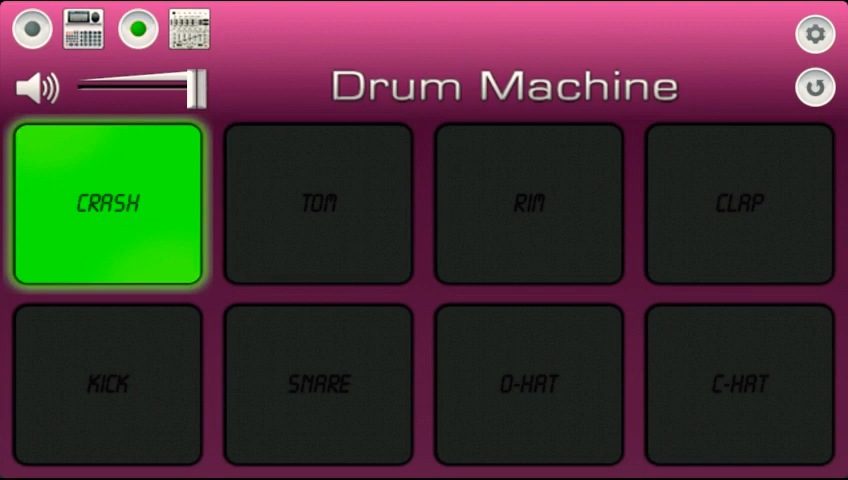 Drum Machine
CRASH
TOM
RIM
CLAP
KICK
SNARE
O-HAT
C-HAT